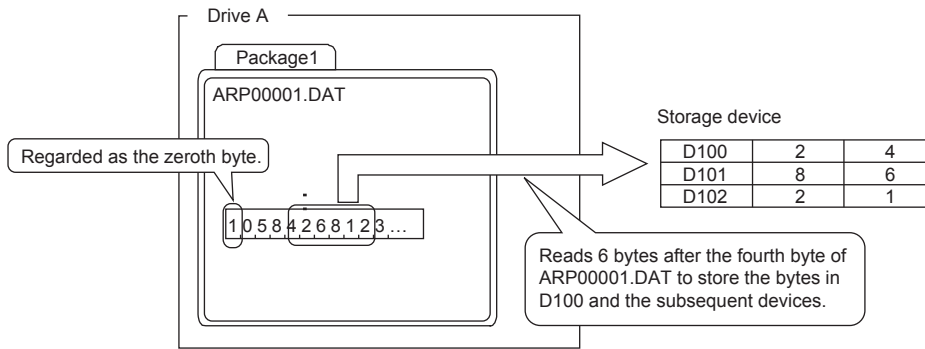 Drive A
Package1
ARP00001.DAT
Storage device
Regarded as the zeroth byte.
D100 2 4
D101 8 6
D102 2 1
:
1 0 5 8 4 2 6 8 1 2 3 ...
Reads 6 bytes after the fourth byte of
ARP00001.DAT to store the bytes in
D100 and the subsequent devices.